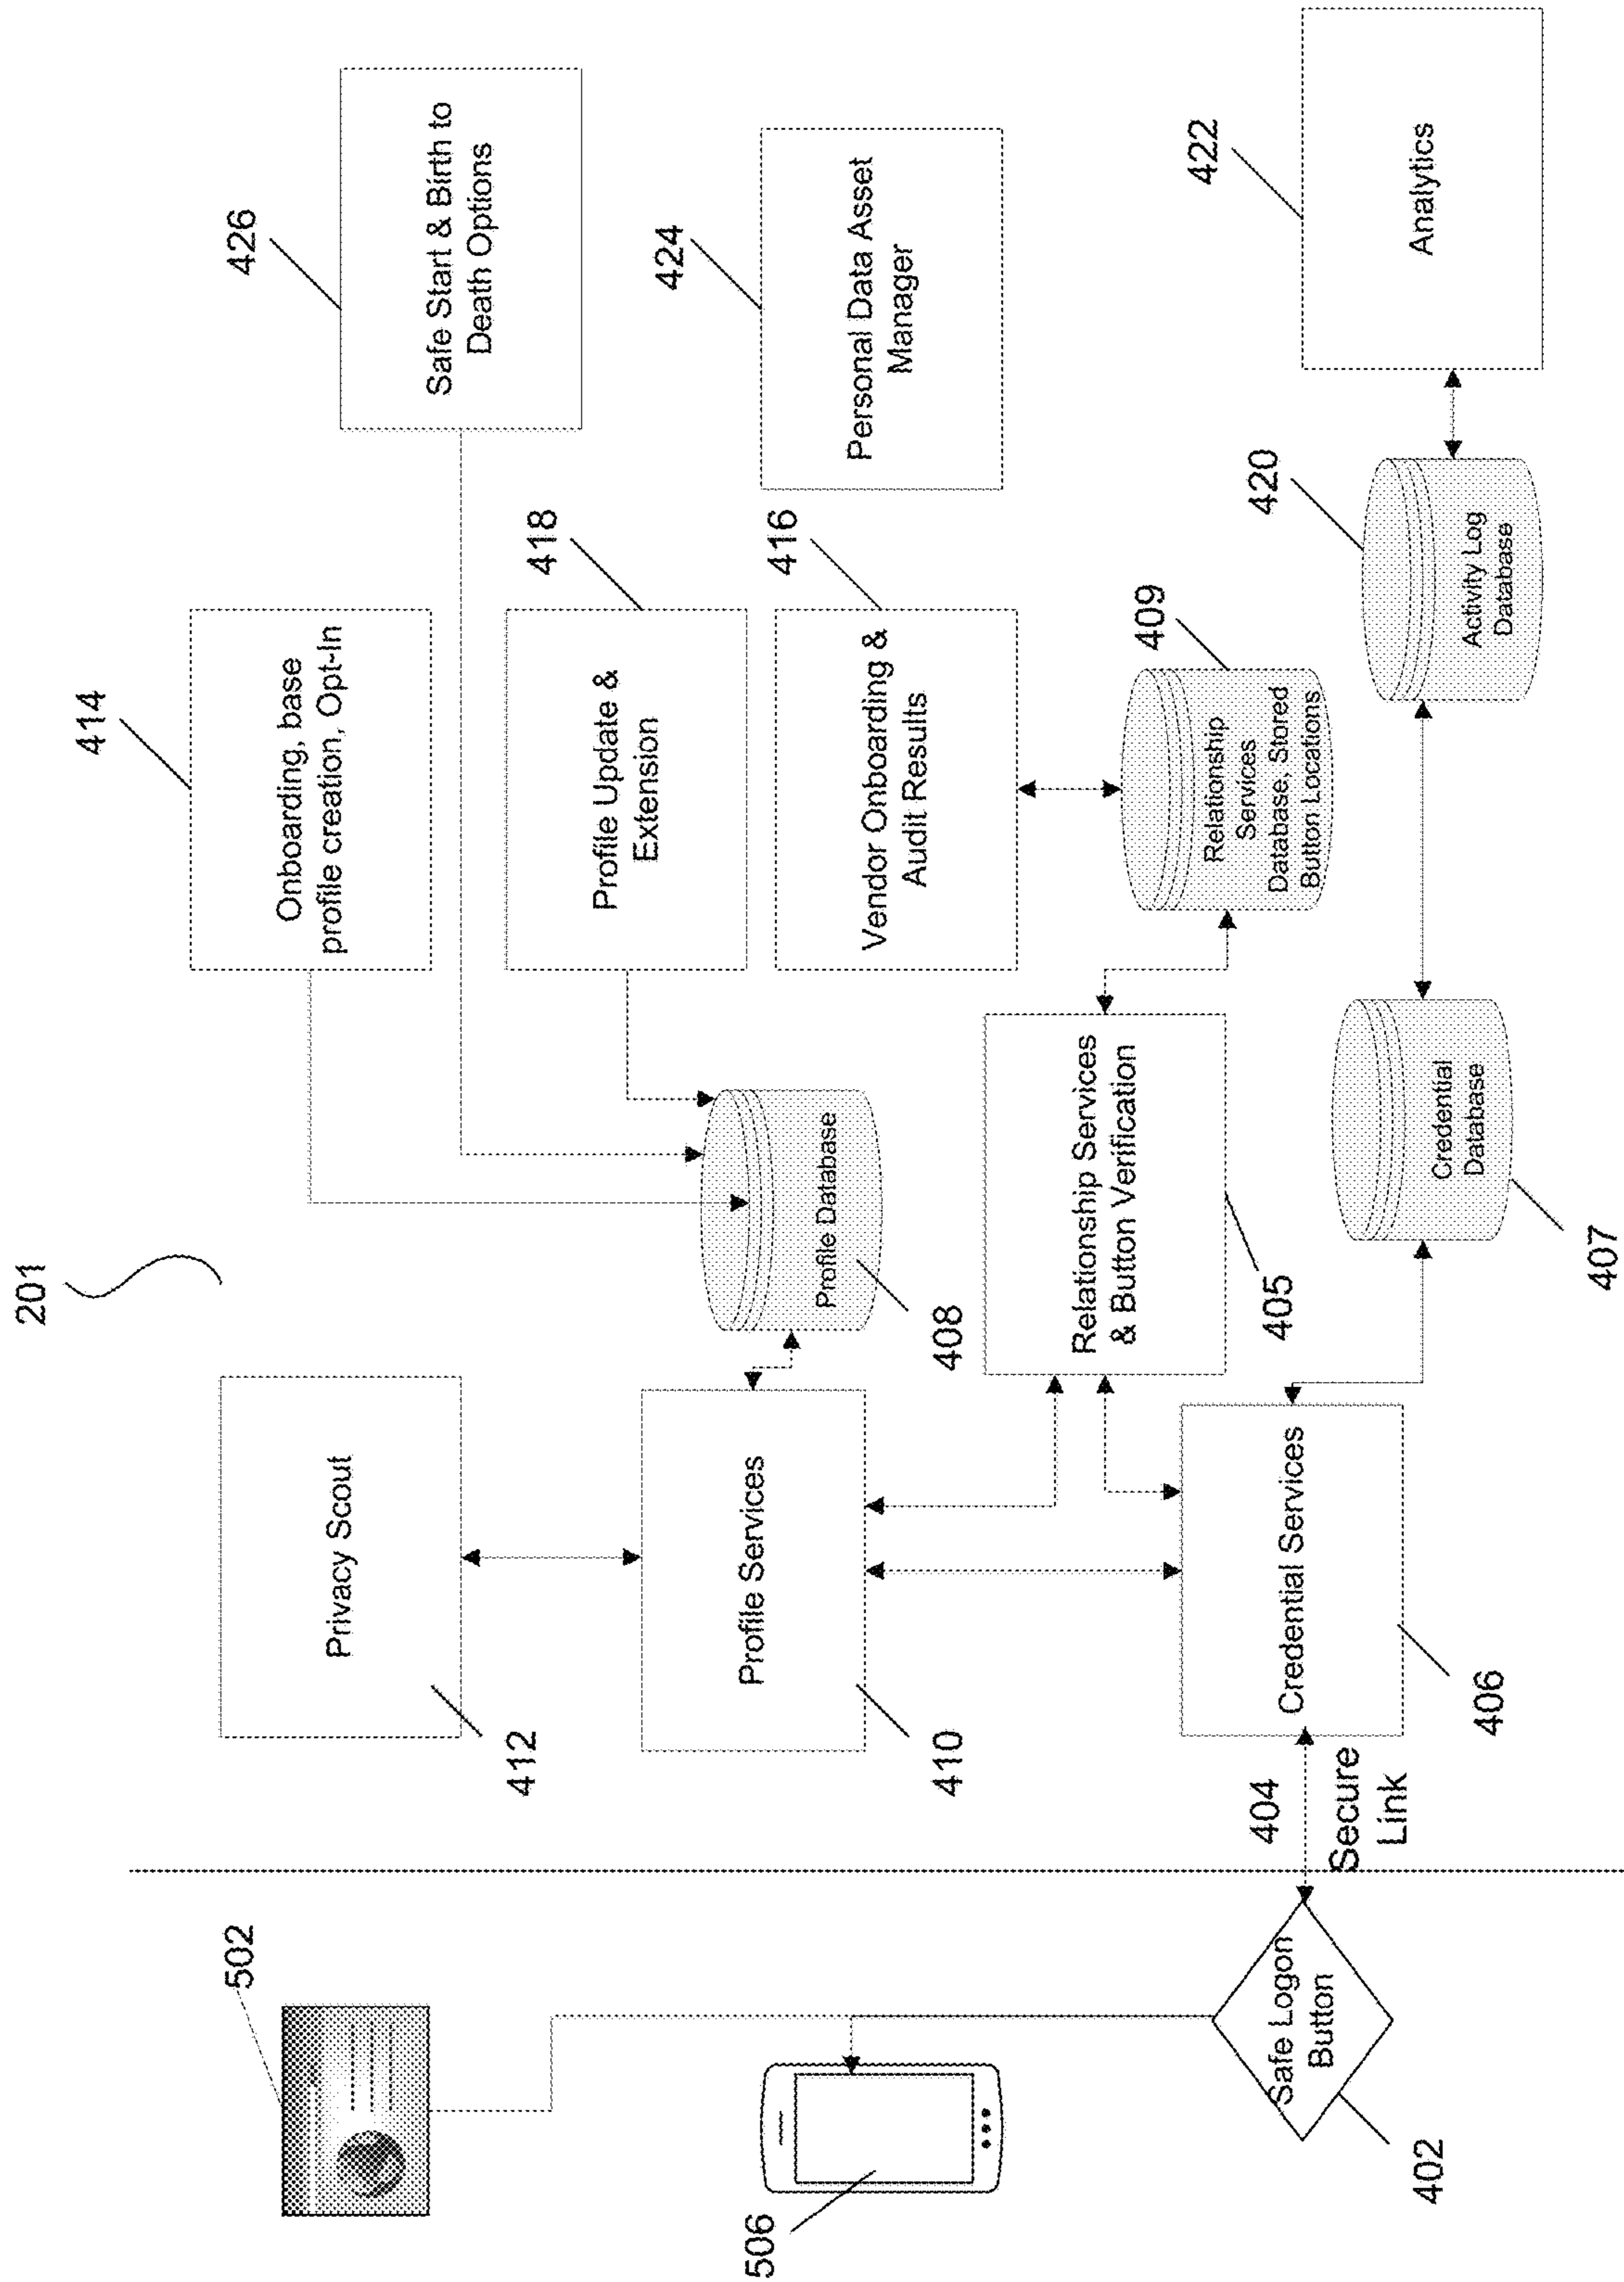 201
414
Onboarding, base
profile creation, Opt-In
426
Safe Start & Birth to
Death Options
418
Profile Update &
Extension
424
Personal Data Asset
Manager
416
Vendor Onboarding &
Audit Results
409
Relationship
Services
Database, Stored
Button Locations
420
Activity Log
Database
422
Analytics
502
412
Privacy Scout
506
410
Profile Services
408
Profile Database
405
Relationship Services
& Button Verification
402
Safe Logon
Button
404
Secure
Link
406
Credential Services
407
Credential
Database